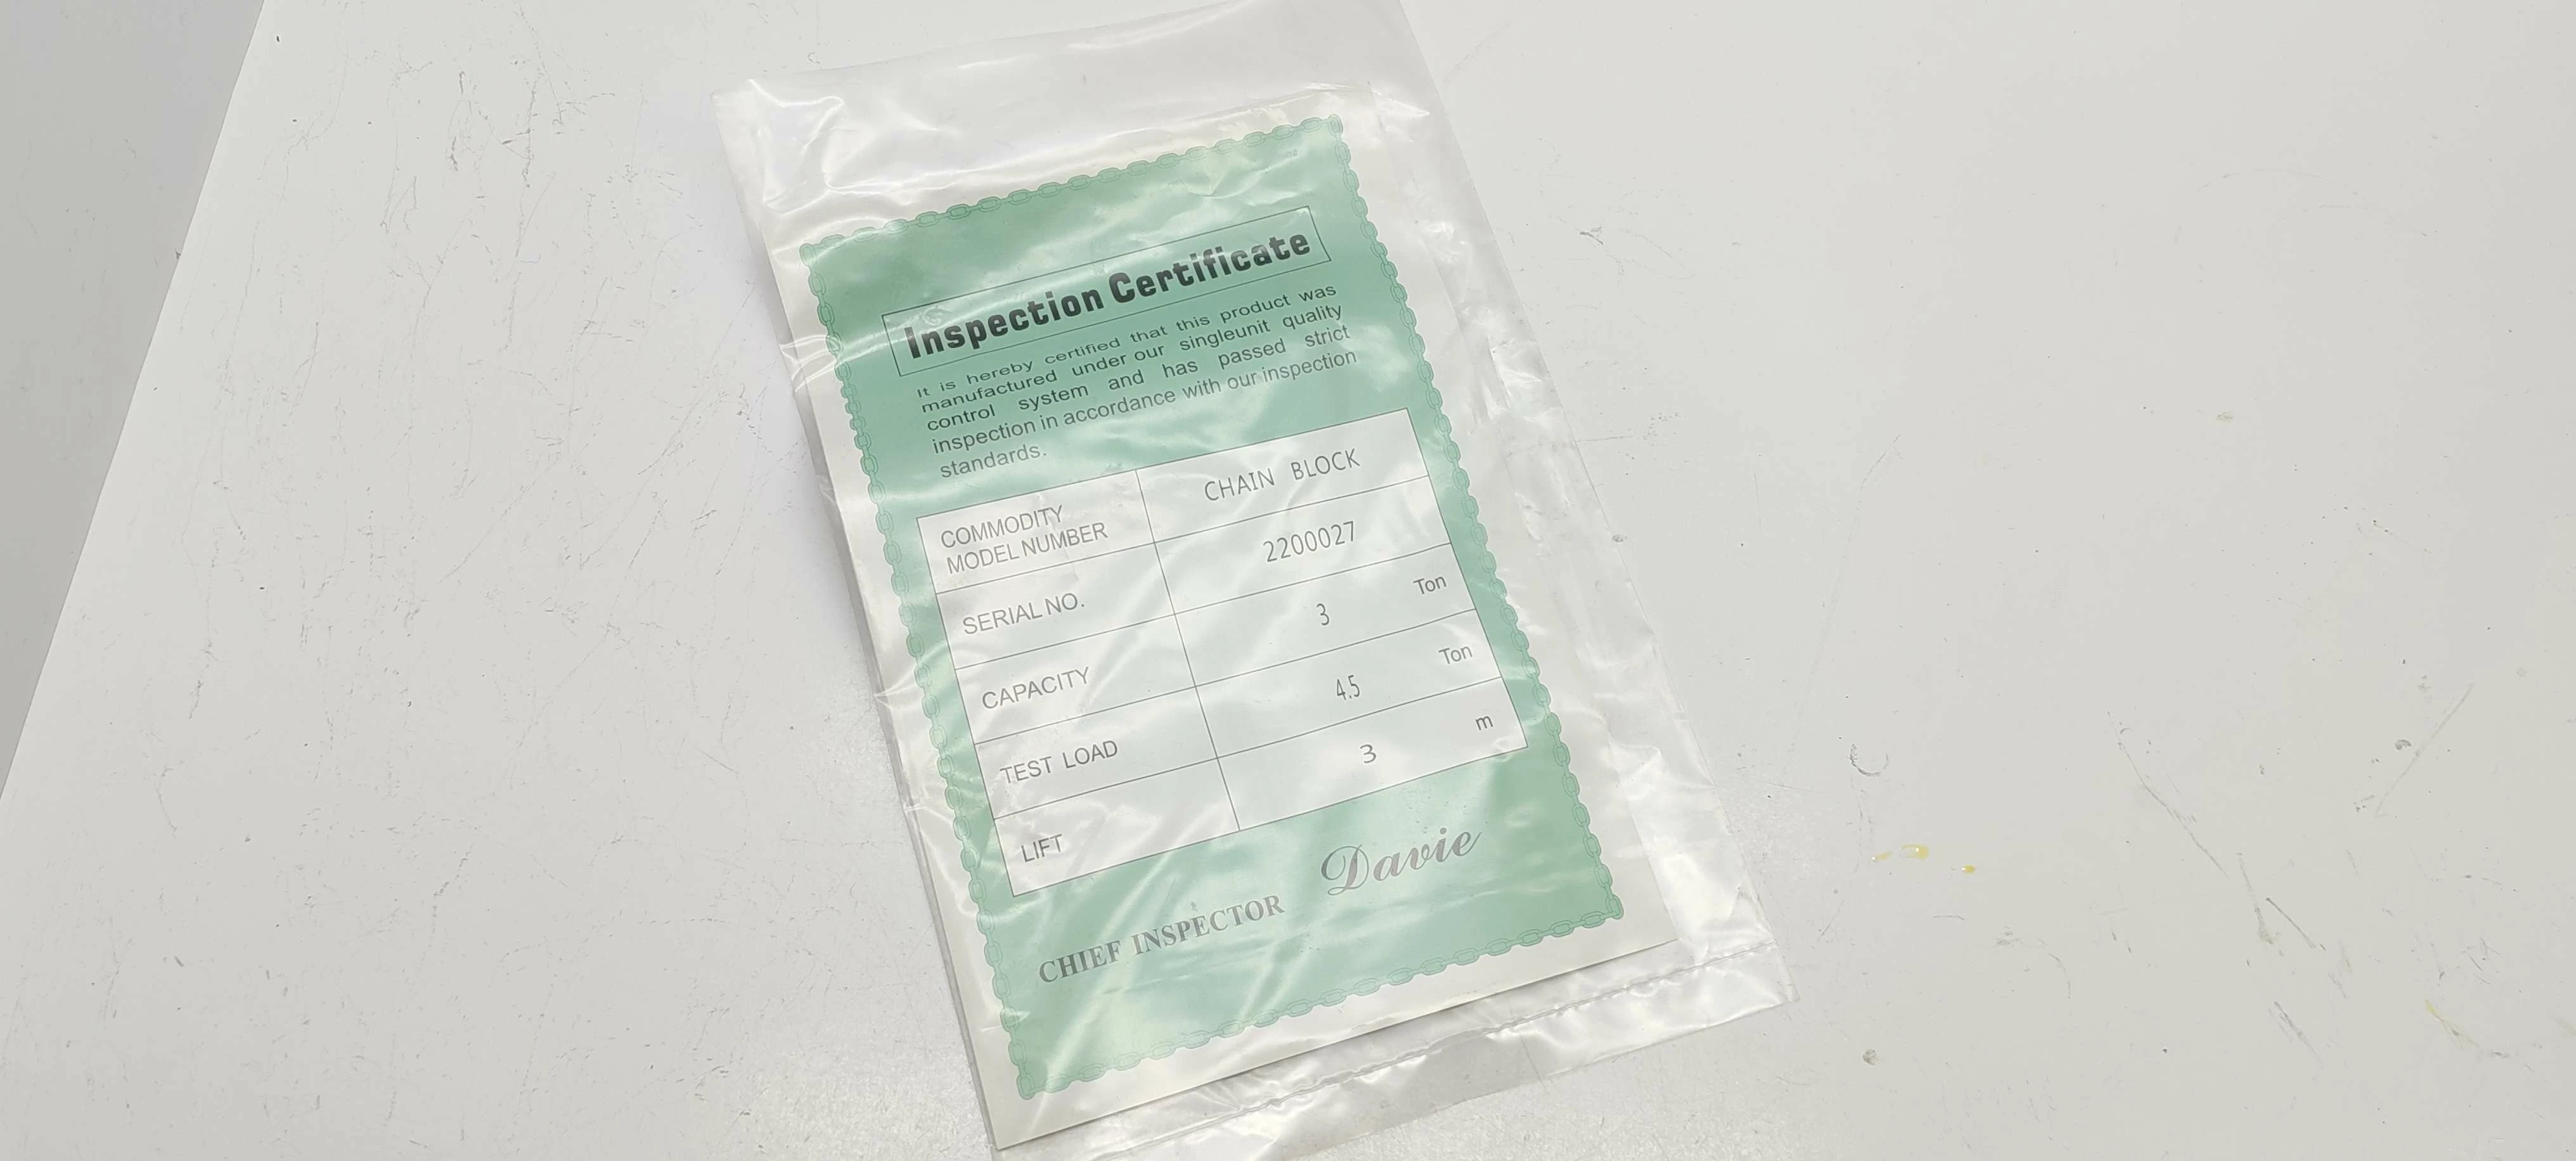 Inspection Certificate
It is hereby certified that this product was
manufactured under our singleunit quality
control system and has passed strict
inspection in accordance with our inspection
standards.
COMMODITY
MODEL NUMBER
CHAIN BLOCK
SERIAL NO.
2200027
CAPACITY
3 Ton
TEST LOAD
4.5 Ton
LIFT
3 m
CHIEF INSPECTOR Davie